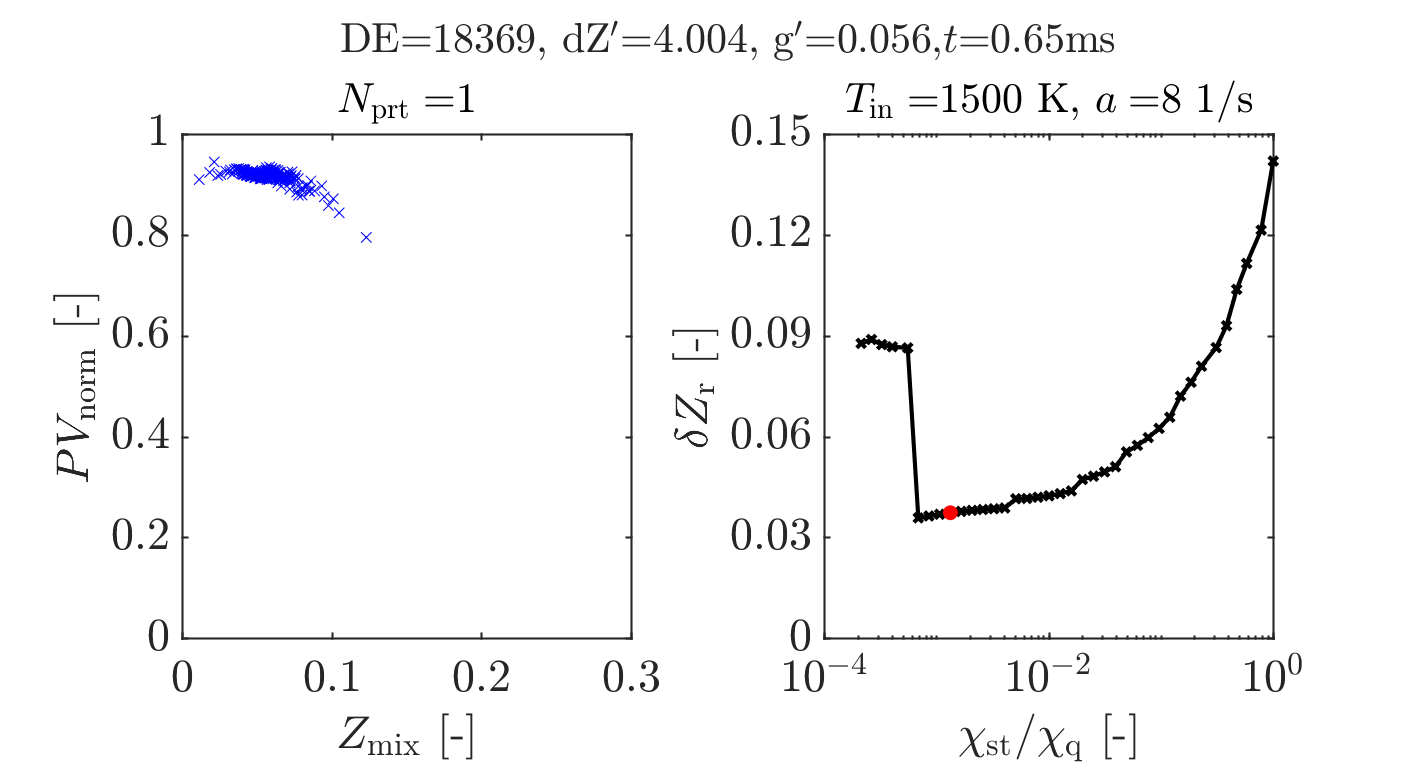 DE=18369, dZ′=4.004, g′=0.056,t=0.65ms
N_prt =1
1
0.8
0.6
0.4
0.2
0
0 0.1 0.2 0.3
PV_norm [-]
Z_mix [-]
T_in =1500 K, a =8 1/s
0.15
0.12
0.09
0.06
0.03
0
10⁻⁴ 10⁻² 10⁰
δZ_r [-]
χ_st/χ_q [-]